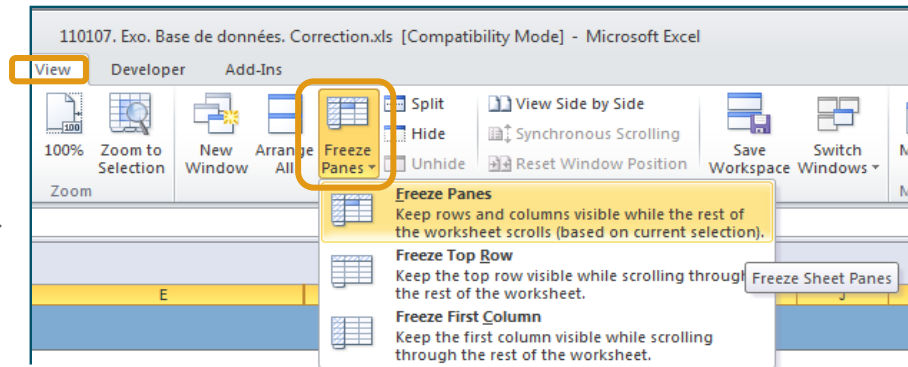 110107. Exo. Base de données. Correction.xls [Compatibility Mode] - Microsoft Excel
View Developer Add-Ins
100%
Zoom to Selection
New Window
Arrange All
Freeze Panes
Split
Hide
Unhide
View Side by Side
Synchronous Scrolling
Reset Window Position
Save Workspace
Switch Windows
M
Zoom
M
Freeze Panes
Keep rows and columns visible while the rest of
the worksheet scrolls (based on current selection).
Freeze Top Row
Keep the top row visible while scrolling through
the rest of the worksheet.
Freeze Sheet Panes
Freeze First Column
Keep the first column visible while scrolling
through the rest of the worksheet.
E
J